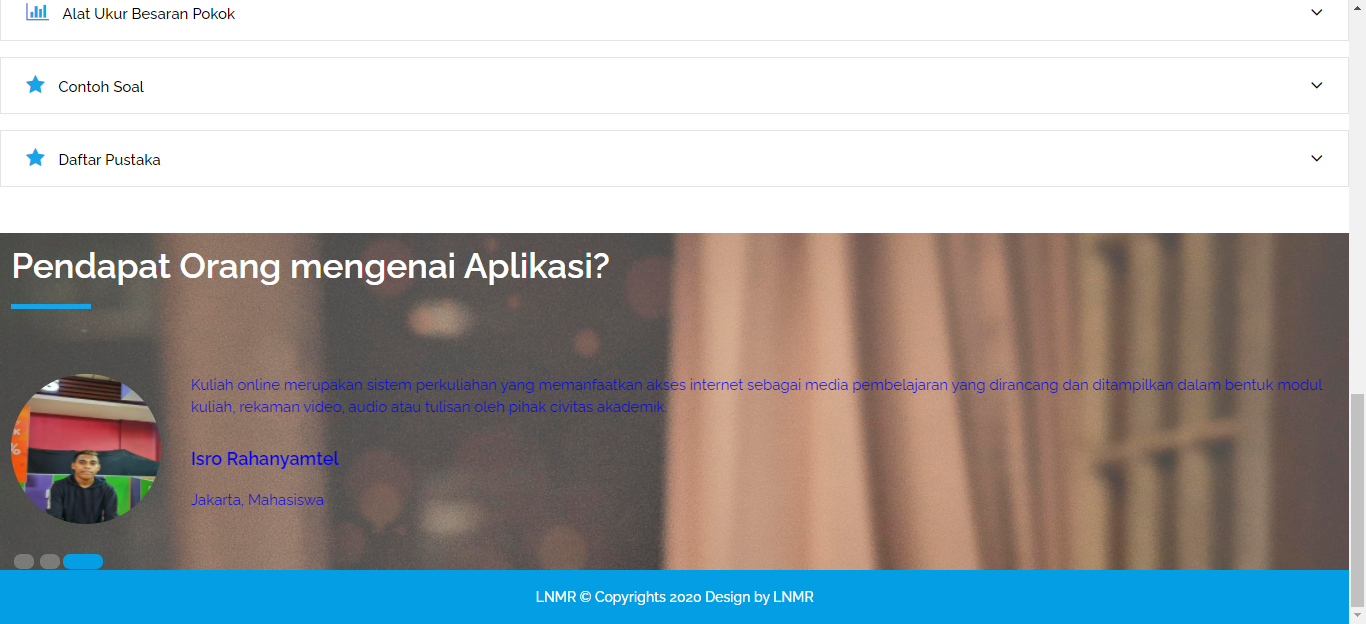 Alat Ukur Besaran Pokok
Contoh Soal
Daftar Pustaka
Pendapat Orang mengenai Aplikasi?
Kuliah online merupakan sistem perkuliahan yang memanfaatkan akses internet sebagai media pembelajaran yang dirancang dan ditampilkan dalam bentuk modul
kuliah, rekaman video, audio atau tulisan oleh pihak civitas akademik.
Isro Rahanyamtel
Jakarta, Mahasiswa
LNMR © Copyrights 2020 Design by LNMR